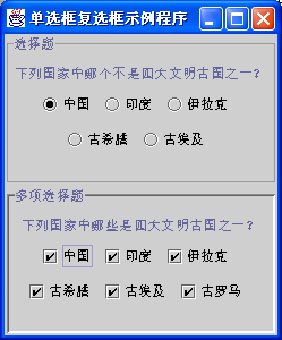 单选框复选框示例程序
选择题
下列国家中哪个不是四大文明古国之一?
中国 印度 伊拉克
古希腊 古埃及
多项选择题
下列国家中哪些是四大文明古国之一?
中国 印度 伊拉克
古希腊 古埃及 古罗马